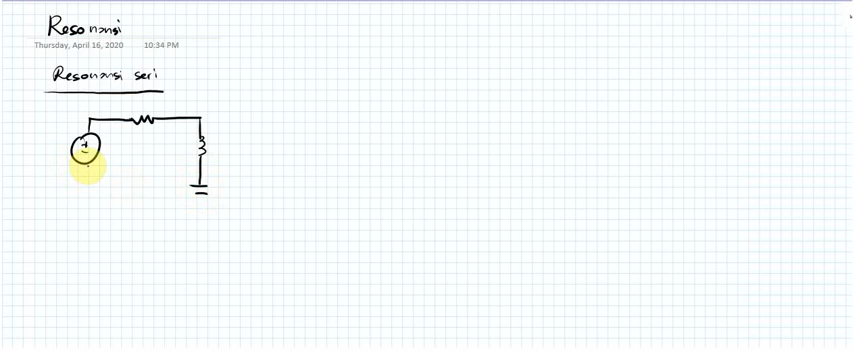 Resonansi
Thursday, April 16, 2020 10:34 PM
Resonansi seri
+
-